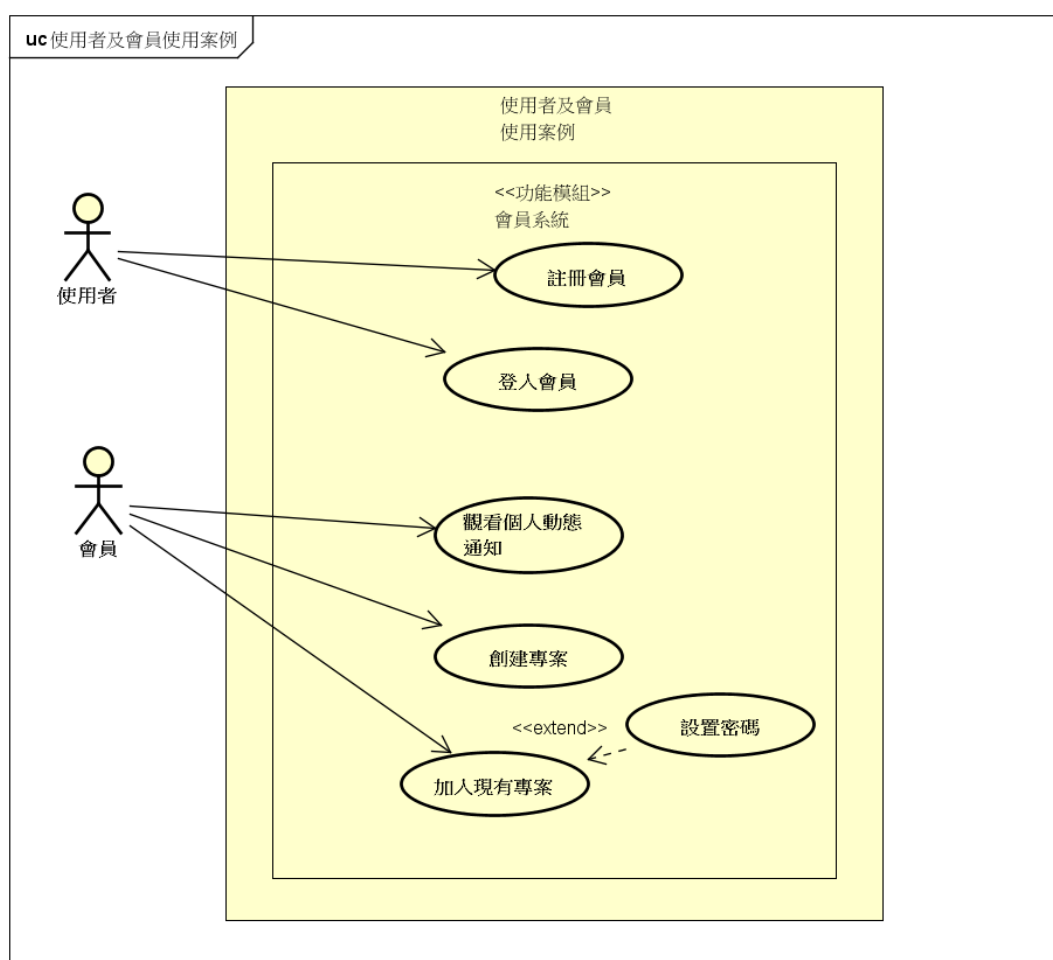 uc 使用者及會員使用案例
使用者及會員
使用案例
<<功能模組>>
會員系統
註冊會員
使用者
登入會員
觀看個人動態
通知
會員
創建專案
<<extend>>
設置密碼
加入現有專案